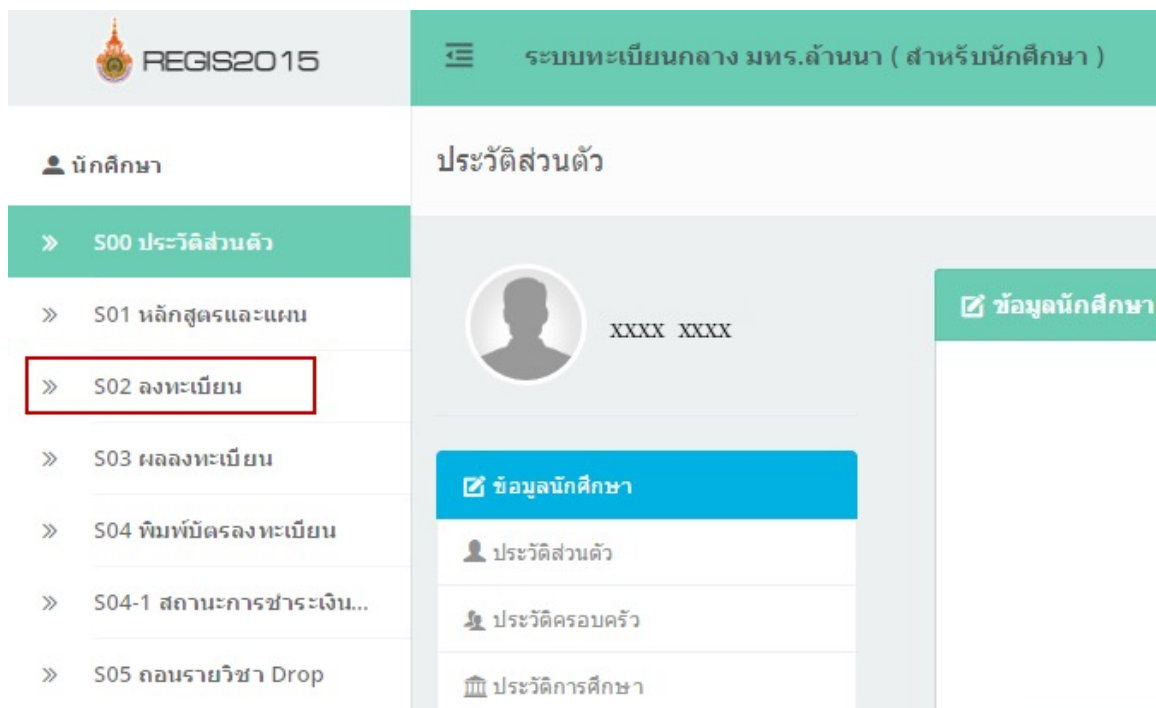 REGIS2015
ระบบทะเบียนกลาง มทร.ล้านนา ( สำหรับนักศึกษา )
นักศึกษา
ประวัติส่วนตัว
S00 ประวัติส่วนตัว
S01 หลักสูตรและแผน
S02 ลงทะเบียน
S03 ผลลงทะเบียน
S04 พิมพ์บัตรลงทะเบียน
S04-1 สถานะการชำระเงิน...
S05 ถอนรายวิชา Drop
xxxx xxxx
ข้อมูลนักศึกษา
ประวัติส่วนตัว
ประวัติครอบครัว
ประวัติการศึกษา
ข้อมูลนักศึกษา